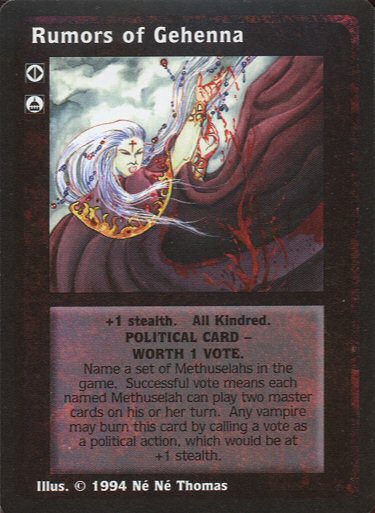 Rumors of Gehenna
+1 stealth. All Kindred.
POLITICAL CARD –
WORTH 1 VOTE.
Name a set of Methuselahs in the
game. Successful vote means each
named Methuselah can play two master
cards on his or her turn. Any vampire
may burn this card by calling a vote as
a political action, which would be at
+1 stealth.
Illus. © 1994 Né Né Thomas